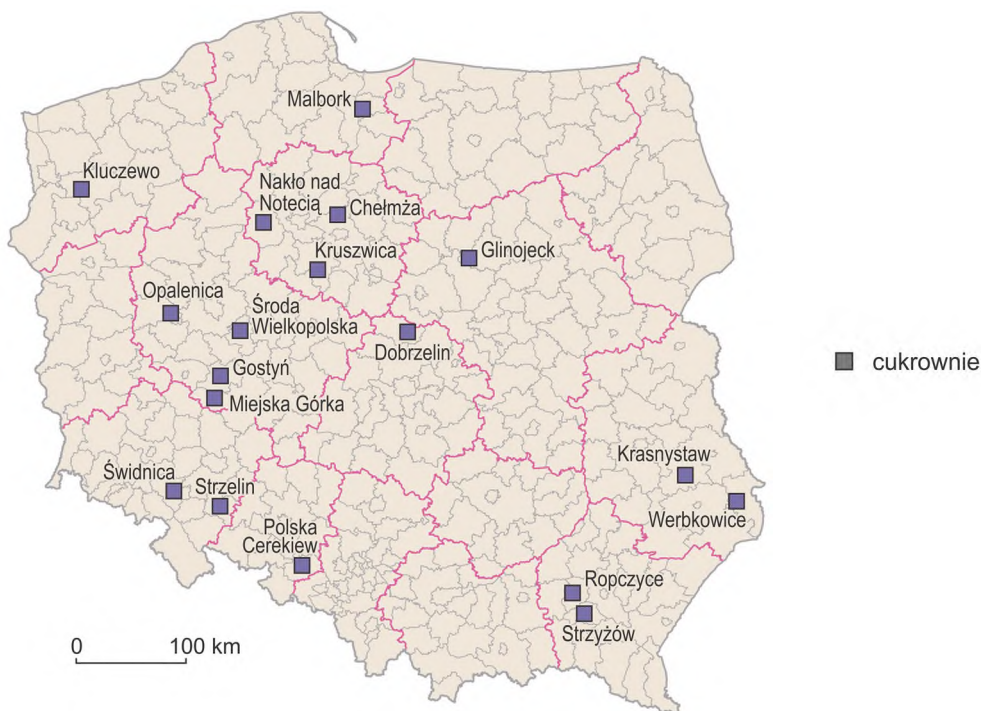 Malbork
Kluczewo
Nakło nad
Notecią
Chełmża
Kruszwica
Glinojeck
Opalenica
Środa
Wielkopolska
Dobrzelin
Gostyń
Miejska Górka
cukrownie
Krasnystaw
Świdnica
Strzelin
Werbkowice
Polska
Cerekiew
Ropczyce
Strzyżów
0 100 km